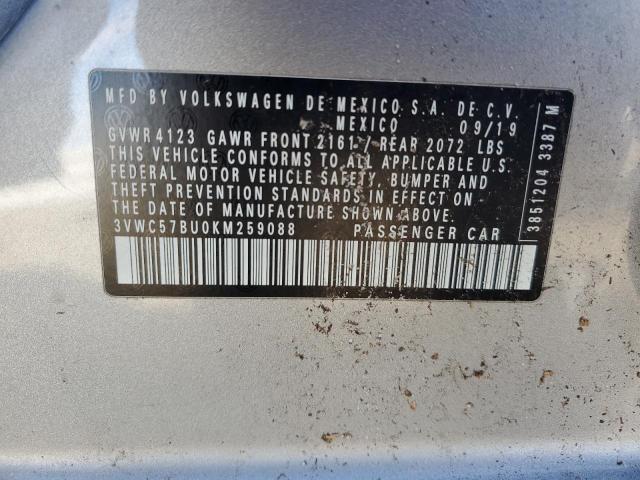 MFD BY VOLKSWAGEN DE MEXICO S.A. DE C.V.
MEXICO 09/19
GVWR 4123 GAWR FRONT 2161 / REAR 2072 LBS
THIS VEHICLE CONFORMS TO ALL APPLICABLE U.S.
FEDERAL MOTOR VEHICLE SAFETY, BUMPER AND
THEFT PREVENTION STANDARDS IN EFFECT ON
THE DATE OF MANUFACTURE SHOWN ABOVE.
3VWC57BU0KM259088 PASSENGER CAR
3851204 3387 M